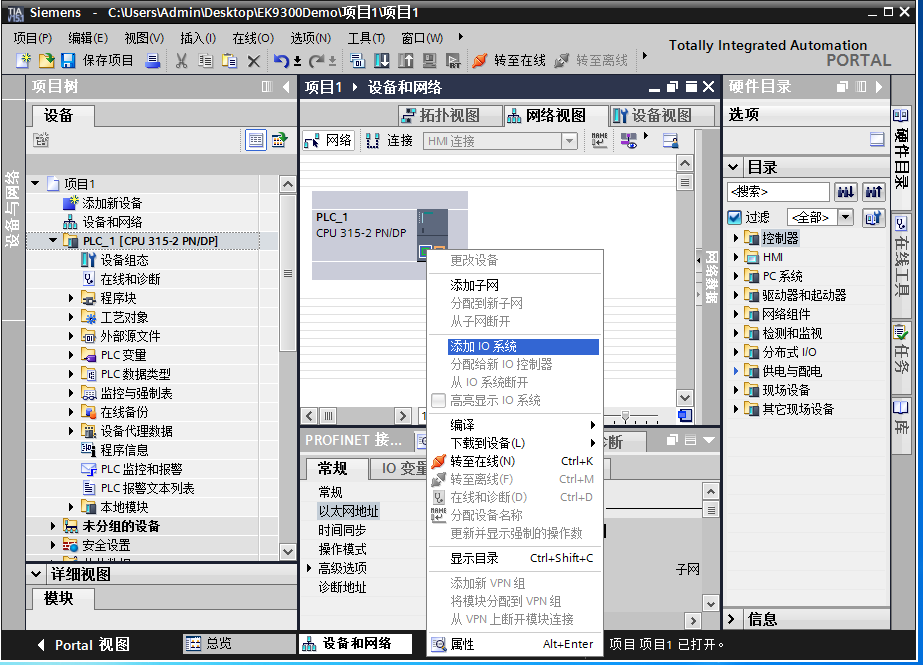 Siemens - C:\Users\Admin\Desktop\EK9300Demo\项目1\项目1
项目(P) 编辑(E) 视图(V) 插入(I) 在线(O) 选项(N) 工具(T) 窗口(W)
Totally Integrated Automation
PORTAL
保存项目 转至在线 转至离线
项目树
设备
设备与网络
项目1
添加新设备
设备和网络
PLC_1 [CPU 315-2 PN/DP]
设备组态
在线和诊断
程序块
工艺对象
外部源文件
PLC 变量
PLC 数据类型
监控与强制表
在线备份
设备代理数据
程序信息
PLC 监控和报警
PLC 报警文本列表
本地模块
未分组的设备
安全设置
详细视图
模块
项目1 设备和网络
拓扑视图 网络视图 设备视图
网络 连接 HMI 连接
PLC_1
CPU 315-2 PN/DP
网络数据
更改设备
添加子网
分配到新子网
从子网断开
添加 IO 系统
分配给新 IO 控制器
从 IO 系统断开
高亮显示 IO 系统
编译
下载到设备(L)
转至在线(N) Ctrl+K
转至离线(F) Ctrl+M
在线和诊断(D) Ctrl+D
分配设备名称
更新并显示强制的操作数
显示目录 Ctrl+Shift+C
添加新 VPN 组
将模块分配到 VPN 组
从 VPN 上断开模块连接
属性 Alt+Enter
PROFINET 接...
断
常规 IO 变量
常规
以太网地址
时间同步
操作模式
高级选项
诊断地址
子网
硬件目录
选项
目录
<搜索>
过滤 <全部>
控制器
HMI
PC 系统
驱动器和起动器
网络组件
检测和监视
分布式 I/O
供电与配电
现场设备
其它现场设备
信息
硬件目录
在线工具
任务
库
Portal 视图 总览 设备和网络 项目 项目1 已打开。